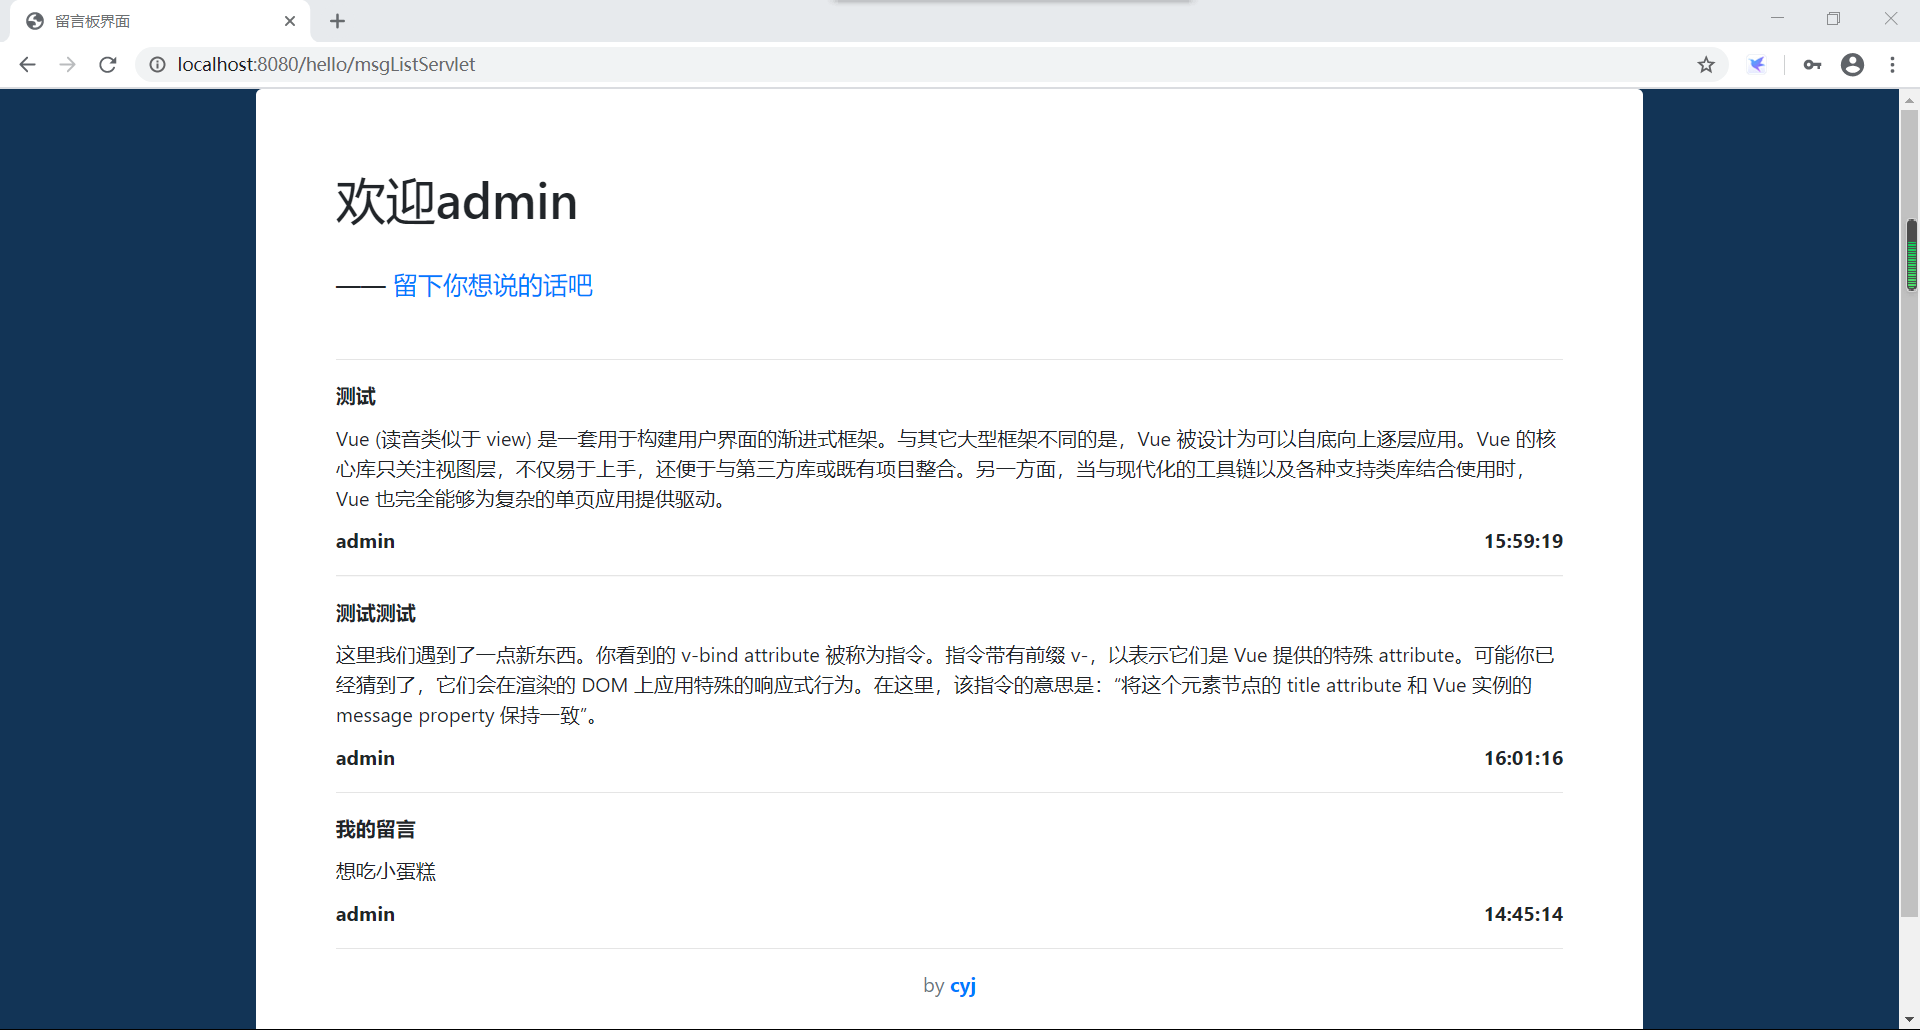 留言板界面
localhost:8080/hello/msgListServlet
欢迎admin
—— 留下你想说的话吧
测试
Vue (读音类似于 view) 是一套用于构建用户界面的渐进式框架。与其它大型框架不同的是，Vue 被设计为可以自底向上逐层应用。Vue 的核
心库只关注视图层，不仅易于上手，还便于与第三方库或既有项目整合。另一方面，当与现代化的工具链以及各种支持类库结合使用时，
Vue 也完全能够为复杂的单页应用提供驱动。
admin 15:59:19
测试测试
这里我们遇到了一点新东西。你看到的 v-bind attribute 被称为指令。指令带有前缀 v-，以表示它们是 Vue 提供的特殊 attribute。可能你已
经猜到了，它们会在渲染的 DOM 上应用特殊的响应式行为。在这里，该指令的意思是：“将这个元素节点的 title attribute 和 Vue 实例的
message property 保持一致”。
admin 16:01:16
我的留言
想吃小蛋糕
admin 14:45:14
by cyj